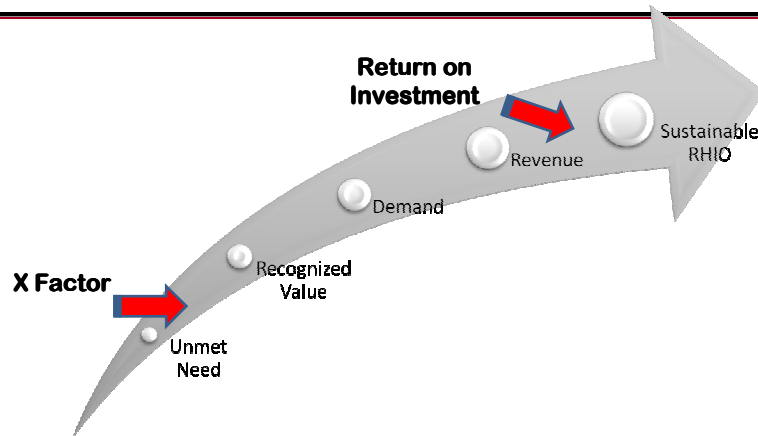 Return on
Investment
Sustainable
RHIO
Revenue
Demand
Recognized
Value
X Factor
Unmet
Need